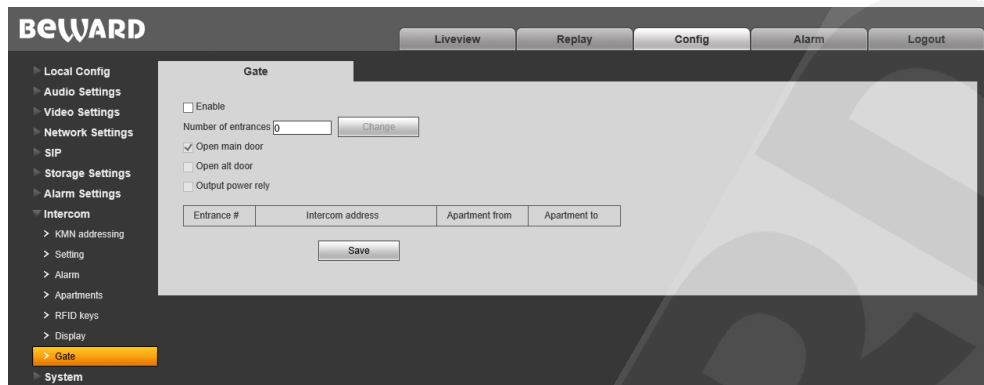 BEWARD
Liveview Replay Config Alarm Logout
Local Config
Audio Settings
Video Settings
Network Settings
SIP
Storage Settings
Alarm Settings
Intercom
KMN addressing
Setting
Alarm
Apartments
RFID keys
Display
Gate
System
Gate
Enable
Number of entrances 0 Change
Open main door
Open alt door
Output power rely
Entrance # Intercom address Apartment from Apartment to
Save